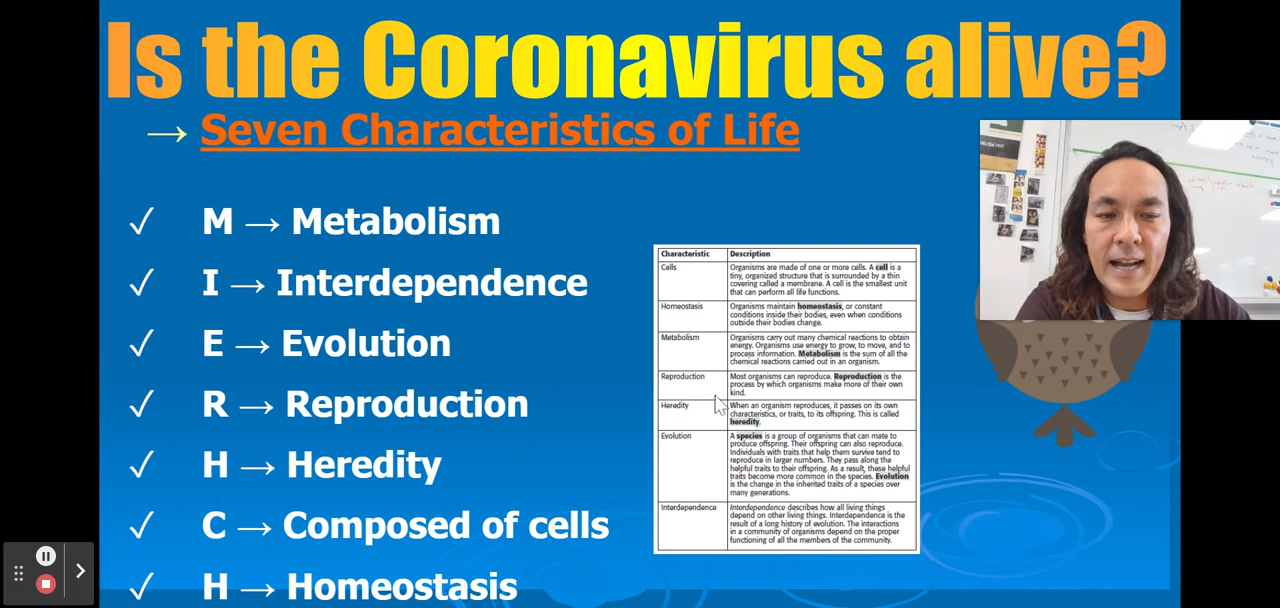 Is the Coronavirus alive?
→ Seven Characteristics of Life
✓ M → Metabolism
✓ I → Interdependence
✓ E → Evolution
✓ R → Reproduction
✓ H → Heredity
✓ C → Composed of cells
✓ H → Homeostasis
Characteristic Description
Cells Organisms are made of one or more cells. A cell is a
tiny, organized structure that is surrounded by a thin
covering called a membrane. A cell is the smallest unit
that can perform all life functions.
Homeostasis Organisms maintain homeostasis, or constant
conditions inside their bodies, even when conditions
outside their bodies change.
Metabolism Organisms carry out many chemical reactions to obtain
energy. Organisms use energy to grow, to move, and to
process information. Metabolism is the sum of all the
chemical reactions carried out in an organism.
Reproduction Most organisms can reproduce. Reproduction is the
process by which organisms make more of their own
kind.
Heredity When an organism reproduces, it passes on its own
characteristics, or traits, to its offspring. This is called
heredity.
Evolution A species is a group of organisms that can mate to
produce offspring. Their offspring can also reproduce.
Individuals with traits that help them survive tend to
reproduce in larger numbers. They pass along the
helpful traits to their offspring. As a result, these helpful
traits become more common in the species. Evolution
is the change in the inherited traits of a species over
many generations.
Interdependence Interdependence describes how all living things
depend on other living things. Interdependence is the
result of a long history of evolution. The interactions
in a community of organisms depend on the proper
functioning of all the members of the community.